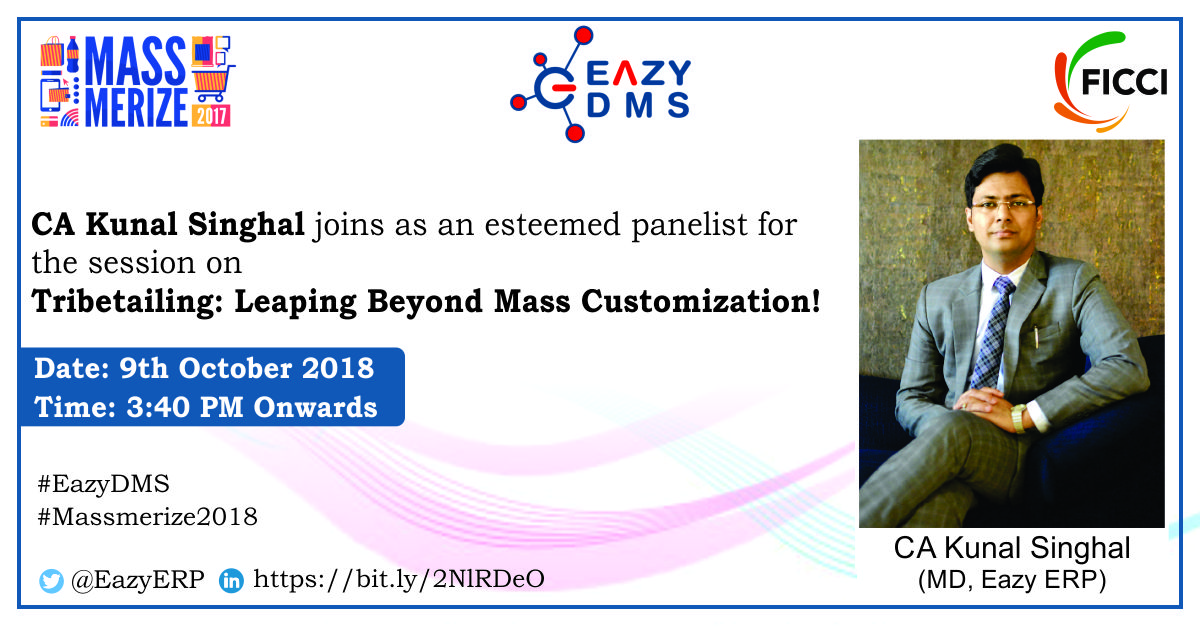 MASS
MERIZE 2017
EAZY
DMS
FICCI
CA Kunal Singhal joins as an esteemed panelist for
the session on
Tribetailing: Leaping Beyond Mass Customization!
Date: 9th October 2018
Time: 3:40 PM Onwards
#EazyDMS
#Massmerize2018
@EazyERP in https://bit.ly/2NlRDeO
CA Kunal Singhal
(MD, Eazy ERP)